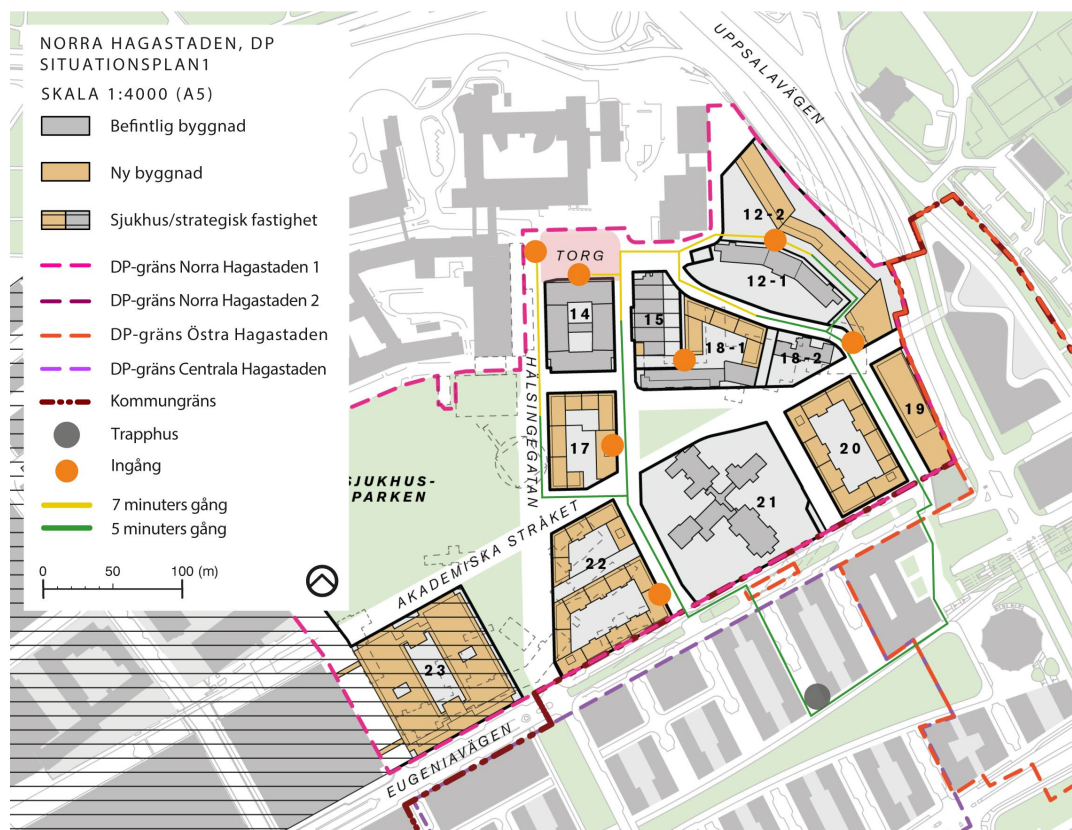 NORRA HAGASTADEN, DP
SITUATIONSPLAN1
SKALA 1:4000 (A5)
Befintlig byggnad
Ny byggnad
Sjukhus/strategisk fastighet
DP-gräns Norra Hagastaden 1
DP-gräns Norra Hagastaden 2
DP-gräns Östra Hagastaden
DP-gräns Centrala Hagastaden
Kommungräns
Trapphus
Ingång
7 minuters gång
5 minuters gång
0 50 100 (m)
UPPSALAVÄGEN
12-2
TORG
12-1
14
15
18-1
18-2
HÄLSINGEGATAN
19
17
20
SJUKHUS-
PARKEN
21
AKADEMISKA STRÅKET
22
23
EUGENIAVÄGEN